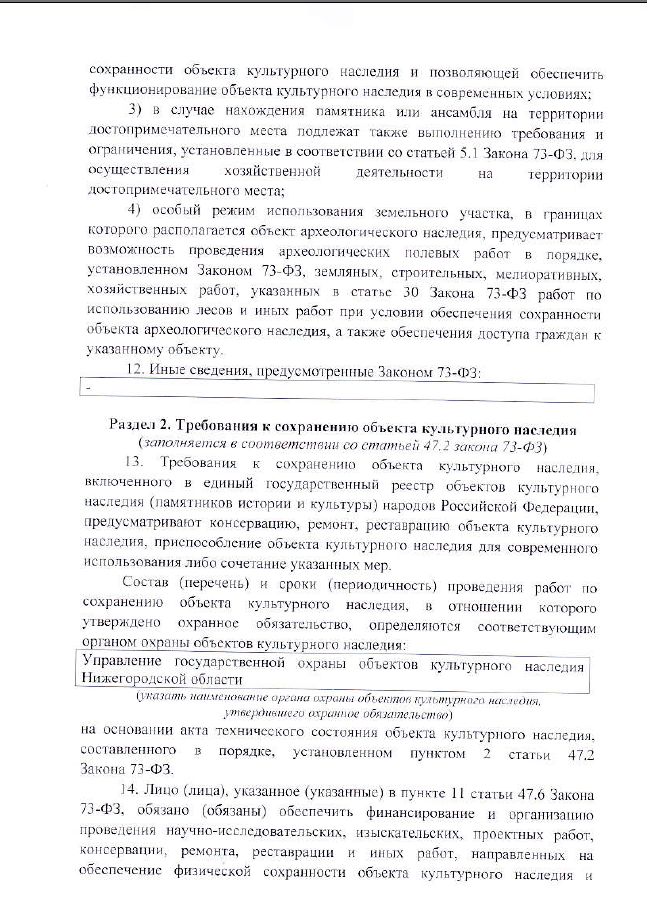 сохранности объекта культурного наследия и позволяющей обеспечить
функционирование объекта культурного наследия в современных условиях;
3) в случае нахождения памятника или ансамбля на территории
достопримечательного места подлежат также выполнению требования и
ограничения, установленные в соответствии со статьей 5.1 Закона 73-ФЗ, для
осуществления хозяйственной деятельности на территории
достопримечательного места;
4) особый режим использования земельного участка, в границах
которого располагается объект археологического наследия, предусматривает
возможность проведения археологических полевых работ в порядке,
установленном Законом 73-ФЗ, земляных, строительных, мелиоративных,
хозяйственных работ, указанных в статье 30 Закона 73-ФЗ работ по
использованию лесов и иных работ при условии обеспечения сохранности
объекта археологического наследия, а также обеспечения доступа граждан к
указанному объекту.
12. Иные сведения, предусмотренные Законом 73-ФЗ:
-
Раздел 2. Требования к сохранению объекта культурного наследия
(заполняется в соответствии со статьей 47.2 закона 73-ФЗ)
13. Требования к сохранению объекта культурного наследия,
включенного в единый государственный реестр объектов культурного
наследия (памятников истории и культуры) народов Российской Федерации,
предусматривают консервацию, ремонт, реставрацию объекта культурного
наследия, приспособление объекта культурного наследия для современного
использования либо сочетание указанных мер.
Состав (перечень) и сроки (периодичность) проведения работ по
сохранению объекта культурного наследия, в отношении которого
утверждено охранное обязательство, определяются соответствующим
органом охраны объектов культурного наследия:
Управление государственной охраны объектов культурного наследия
Нижегородской области
(указать наименование органа охраны объектов культурного наследия,
утвердившего охранное обязательство)
на основании акта технического состояния объекта культурного наследия,
составленного в порядке, установленном пунктом 2 статьи 47.2
Закона 73-ФЗ.
14. Лицо (лица), указанное (указанные) в пункте 11 статьи 47.6 Закона
73-ФЗ, обязано (обязаны) обеспечить финансирование и организацию
проведения научно-исследовательских, изыскательских, проектных работ,
консервации, ремонта, реставрации и иных работ, направленных на
обеспечение физической сохранности объекта культурного наследия и